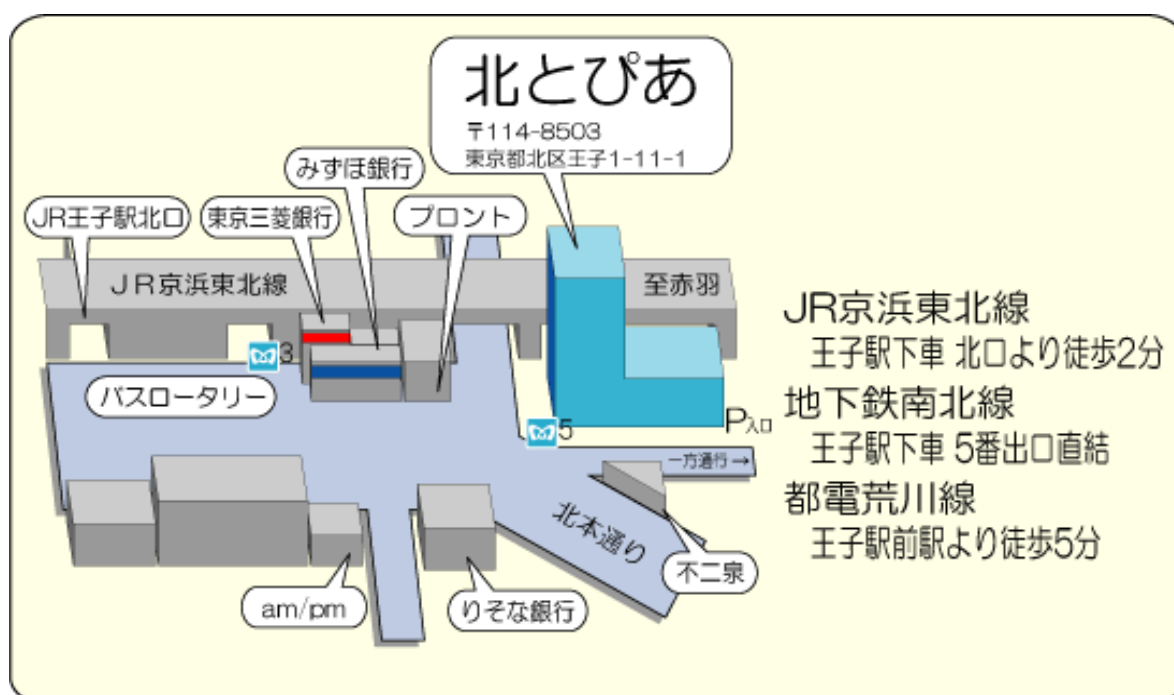 北とぴあ
〒114-8503
東京都北区王子1-11-1
みずほ銀行
JR王子駅北口
東京三菱銀行
プロント
JR京浜東北線
至赤羽
3
バスロータリー
5
P入口
一方通行→
北本通り
不二泉
am/pm
りそな銀行
JR京浜東北線
王子駅下車 北口より徒歩2分
地下鉄南北線
王子駅下車 5番出口直結
都電荒川線
王子駅前駅より徒歩5分